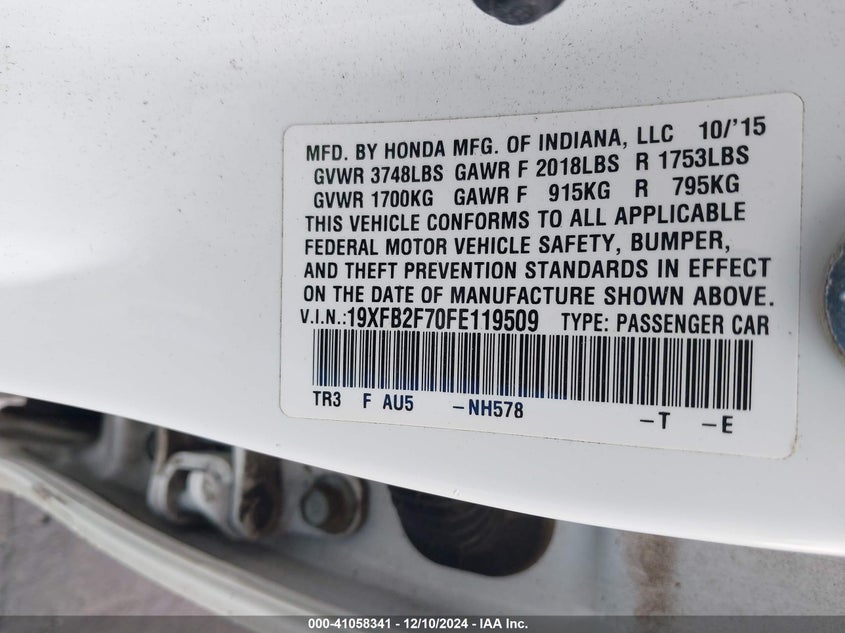 MFD. BY HONDA MFG. OF INDIANA, LLC 10/'15
GVWR 3748LBS GAWR F 2018LBS R 1753LBS
GVWR 1700KG GAWR F 915KG R 795KG
THIS VEHICLE CONFORMS TO ALL APPLICABLE
FEDERAL MOTOR VEHICLE SAFETY, BUMPER,
AND THEFT PREVENTION STANDARDS IN EFFECT
ON THE DATE OF MANUFACTURE SHOWN ABOVE.
V.I.N.:19XFB2F70FE119509 TYPE: PASSENGER CAR
TR3 F AU5 -NH578 -T -E
000-41058341 - 12/10/2024 - IAA Inc.